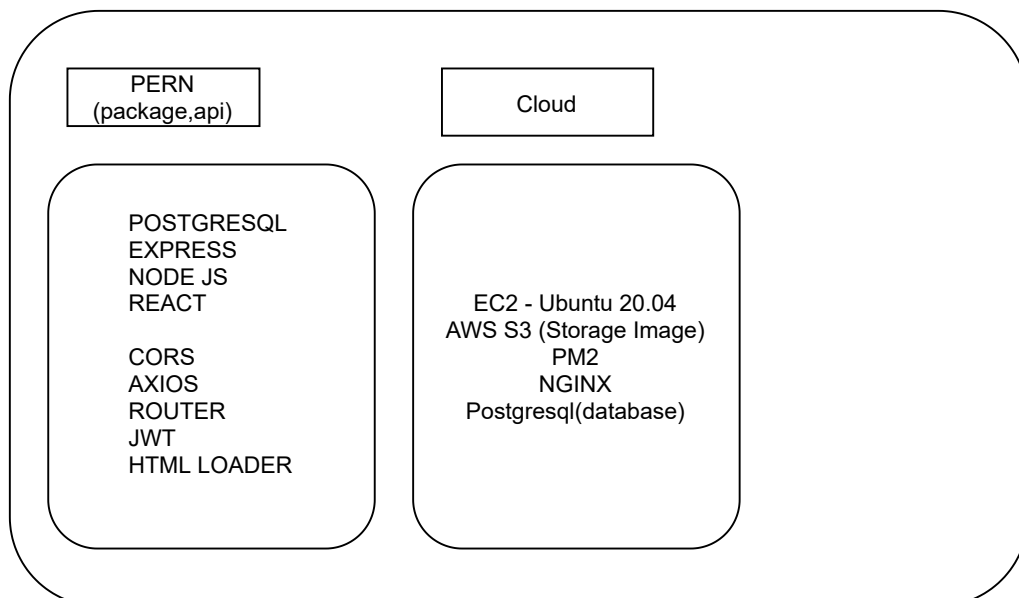 PERN
(package,api)
POSTGRESQL
EXPRESS
NODE JS
REACT
CORS
AXIOS
ROUTER
JWT
HTML LOADER
Cloud
EC2 - Ubuntu 20.04
AWS S3 (Storage Image)
PM2
NGINX
Postgresql(database)